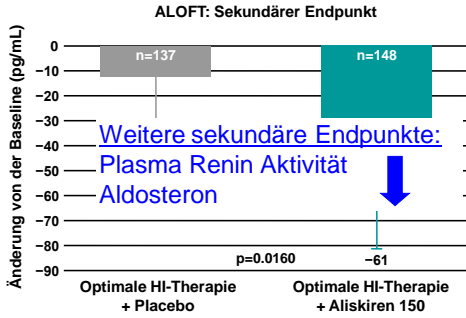 ALOFT: Sekundärer Endpunkt
Änderung von der Baseline (pg/mL)
0
−10
−20
−30
−40
−50
−60
−70
−80
−90
n=137
n=148
Weitere sekundäre Endpunkte:
Plasma Renin Aktivität
Aldosteron
p=0.0160
−61
Optimale HI-Therapie
+ Placebo
Optimale HI-Therapie
+ Aliskiren 150